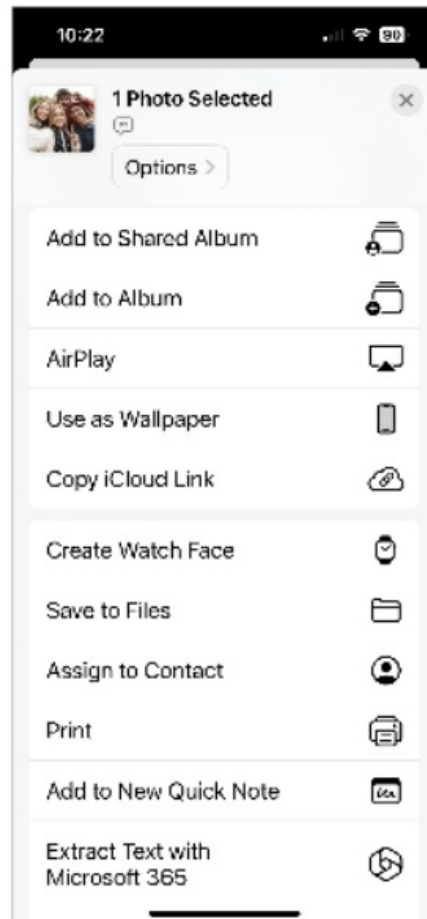 10:22
90
1 Photo Selected
Options >
Add to Shared Album
Add to Album
AirPlay
Use as Wallpaper
Copy iCloud Link
Create Watch Face
Save to Files
Assign to Contact
Print
Add to New Quick Note
Extract Text with
Microsoft 365